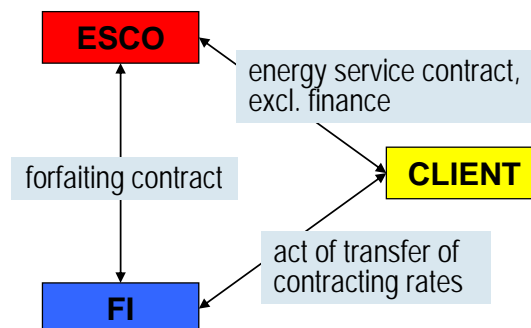 ESCO
energy service contract,
excl. finance
forfaiting contract
CLIENT
act of transfer of
contracting rates
FI